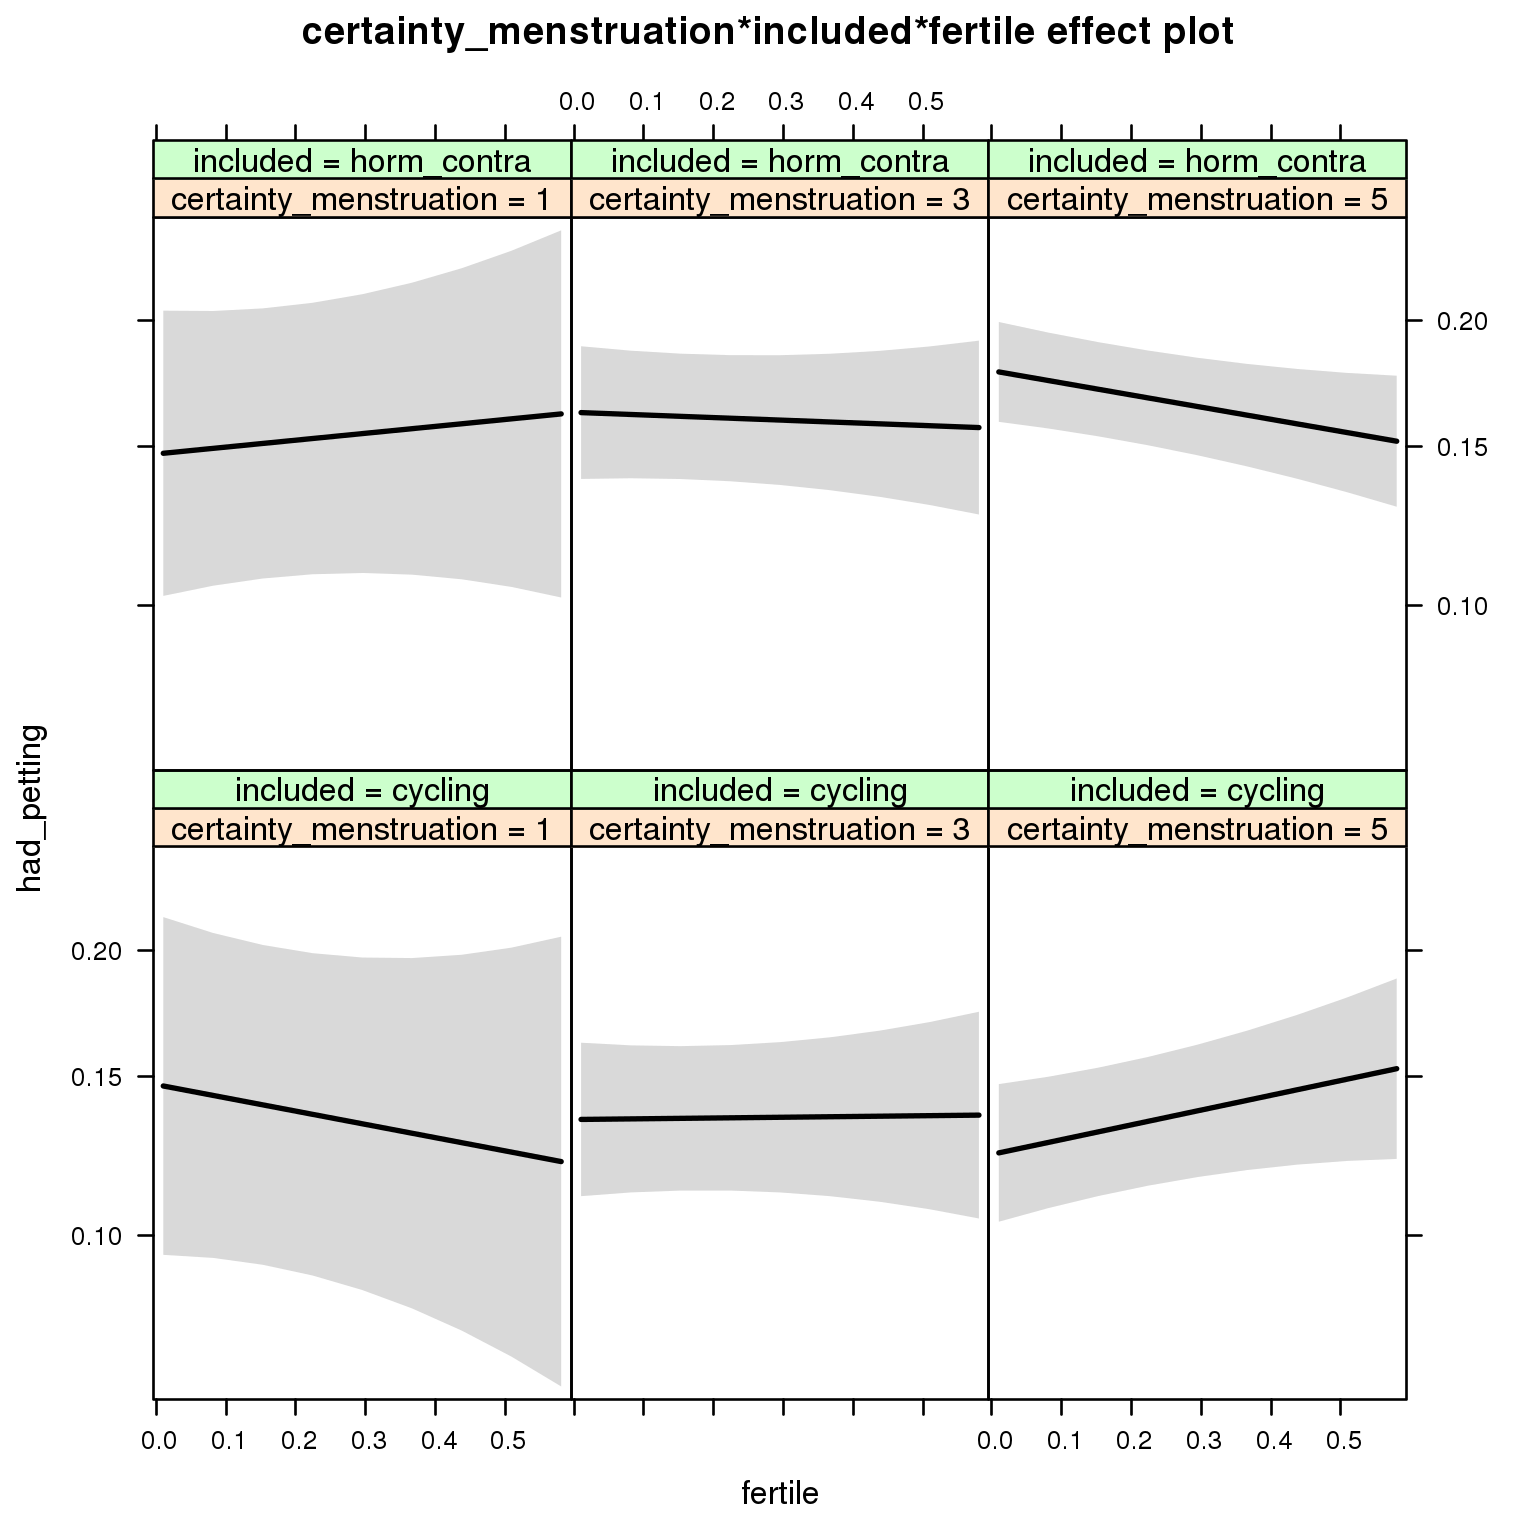 certainty_menstruation*included*fertile effect plot
0.0 0.1 0.2 0.3 0.4 0.5
included = horm_contra included = horm_contra included = horm_contra
certainty_menstruation = 1 certainty_menstruation = 3 certainty_menstruation = 5
0.20
0.15
0.10
had_petting
included = cycling included = cycling included = cycling
certainty_menstruation = 1 certainty_menstruation = 3 certainty_menstruation = 5
0.20
0.15
0.10
0.0 0.1 0.2 0.3 0.4 0.5 0.0 0.1 0.2 0.3 0.4 0.5
fertile